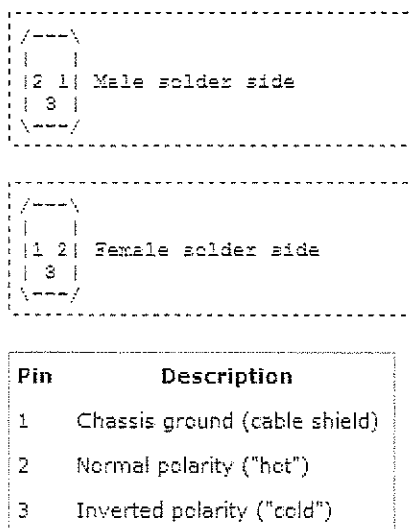 /---\
|   |
|2 1| Male solder side
| 3 |
\---/
/---\
|   |
|1 2| Female solder side
| 3 |
\---/
Pin Description
1 Chassis ground (cable shield)
2 Normal polarity ("hot")
3 Inverted polarity ("cold")